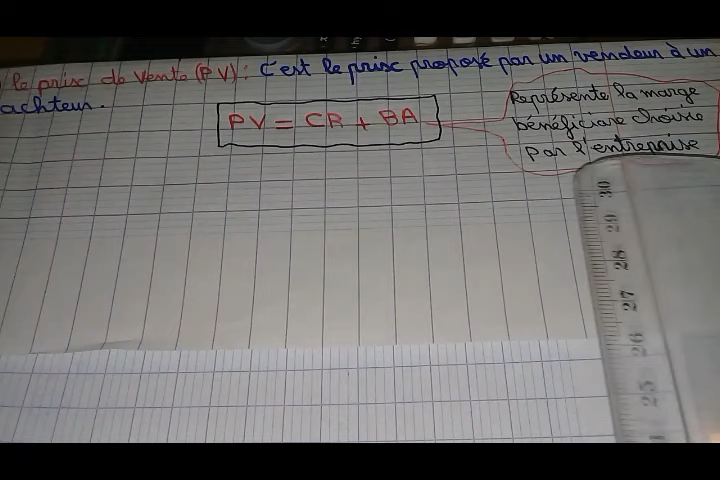 le prix de vente (PV): C'est le prix proposé par un vendeur à un
acheteur.
PV = CR + BA
Représente la marge
bénéficiare choisie
par l'entreprise
30
29
28
27
26
25